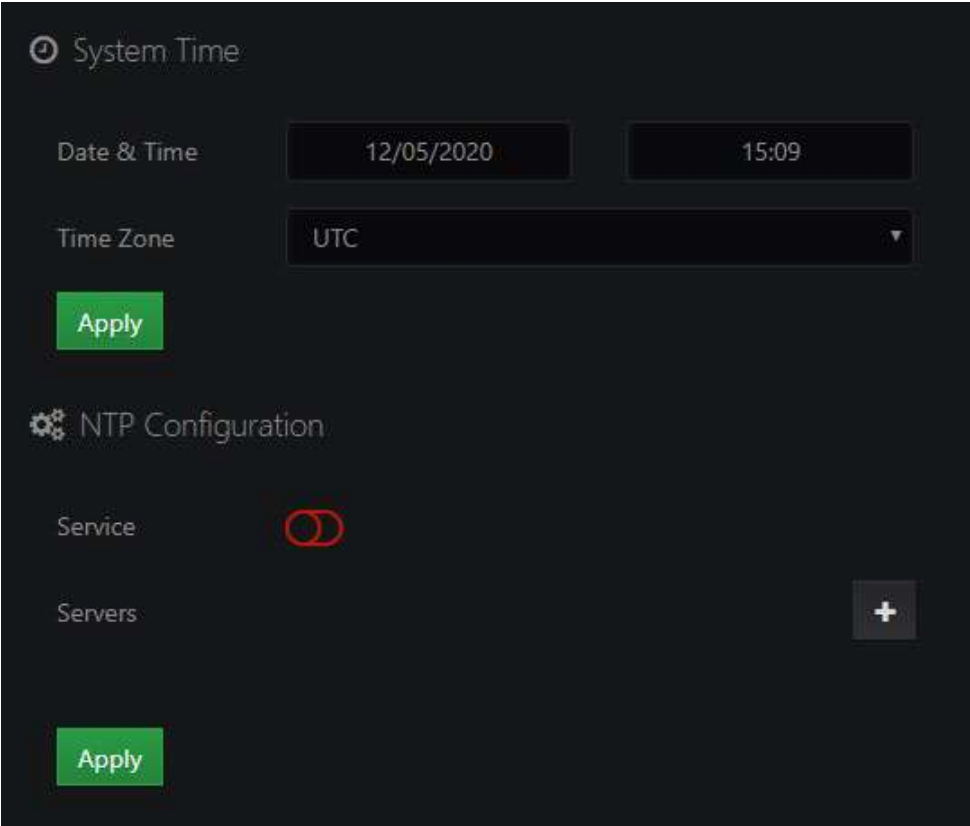 System Time
Date & Time 12/05/2020 15:09
Time Zone UTC
Apply
NTP Configuration
Service
Servers
Apply